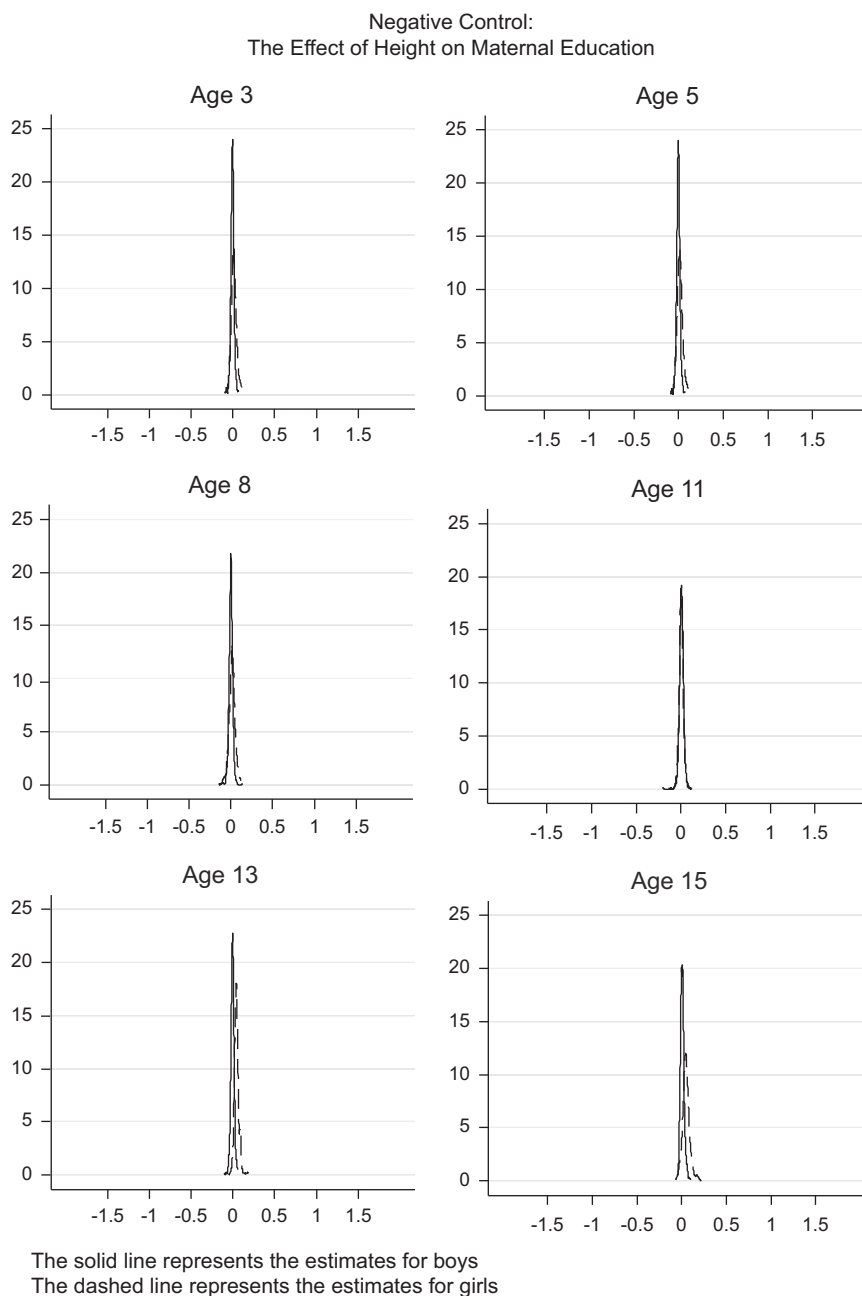 Negative Control:
The Effect of Height on Maternal Education
Age 3
25
20
15
10
5
0
-1.5 -1 -0.5 0 0.5 1 1.5
Age 5
25
20
15
10
5
0
-1.5 -1 -0.5 0 0.5 1 1.5
Age 8
25
20
15
10
5
0
-1.5 -1 -0.5 0 0.5 1 1.5
Age 11
25
20
15
10
5
0
-1.5 -1 -0.5 0 0.5 1 1.5
Age 13
25
20
15
10
5
0
-1.5 -1 -0.5 0 0.5 1 1.5
Age 15
25
20
15
10
5
0
-1.5 -1 -0.5 0 0.5 1 1.5
The solid line represents the estimates for boys
The dashed line represents the estimates for girls